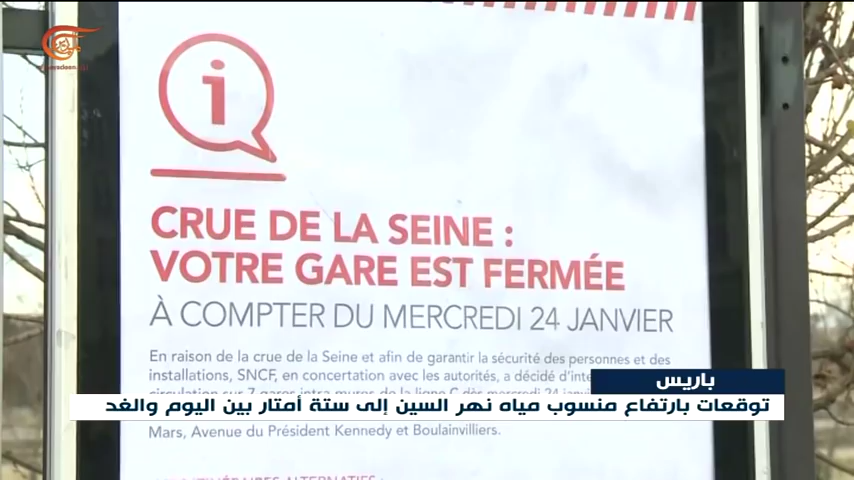 CRUE DE LA SEINE :
VOTRE GARE EST FERMÉE
À COMPTER DU MERCREDI 24 JANVIER
En raison de la crue de la Seine et afin de garantir la sécurité des personnes et des
installations, SNCF, en concertation avec les autorités, a décidé
باريس
توقعات بارتفاع منسوب مياه نهر السين إلى ستة أمتار بين اليوم والغد
Mars, Avenue du Président Kennedy et Boulainvilliers.